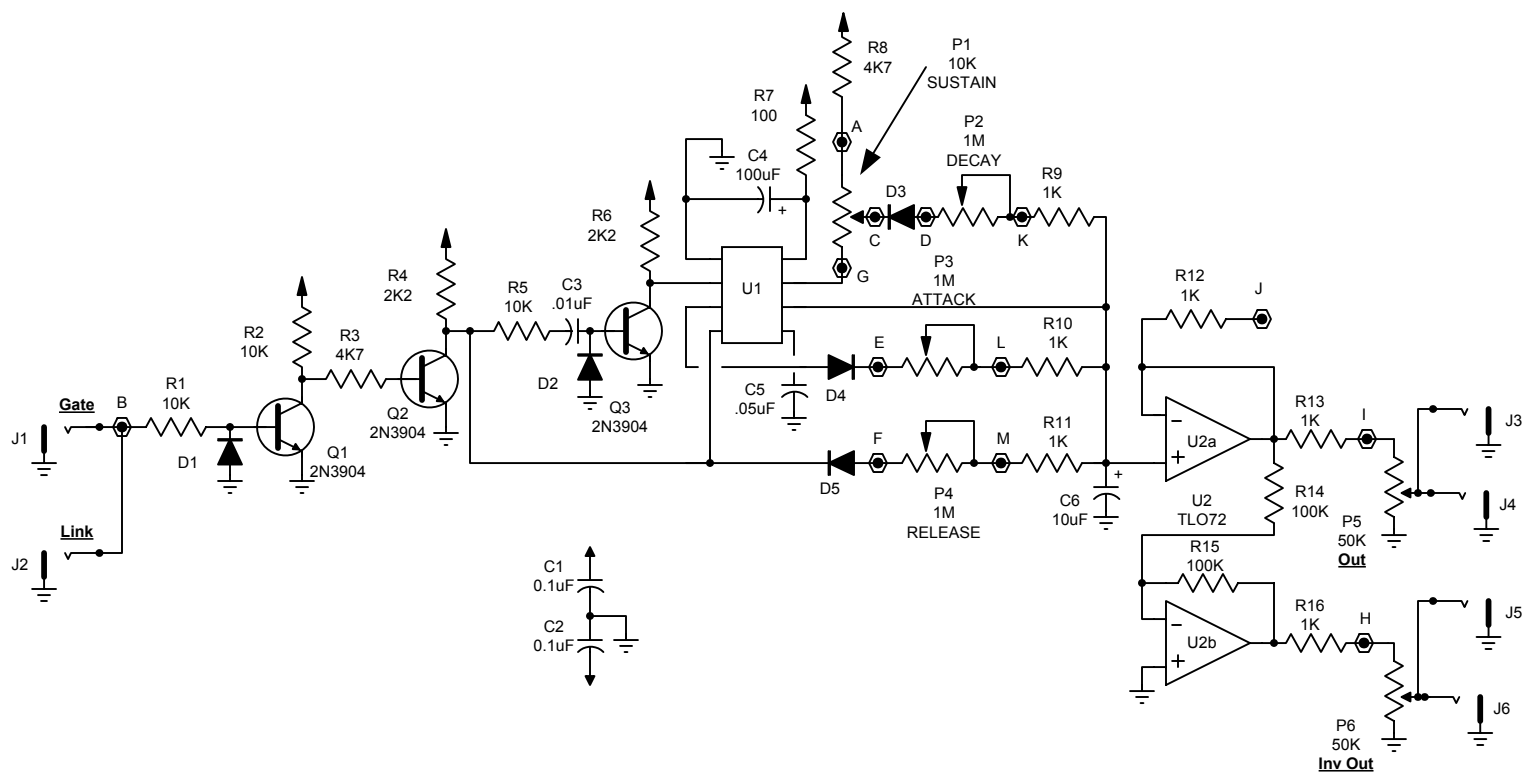 R8
4K7
P1
10K
SUSTAIN
R7
100
A
P2
1M
DECAY
C4
100uF
+
R9
1K
D3
R6
2K2
C
D
K
R4
2K2
G
P3
1M
ATTACK
R12
1K
J
U1
R5
10K
C3
.01uF
R2
10K
R3
4K7
R10
1K
E
L
D2
D4
C5
.05uF
Q3
2N3904
R1
10K
Gate
B
Q2
2N3904
J1
D1
Q1
2N3904
R13
1K
I
J3
−
U2a
+
F
M
R11
1K
+
D5
P4
1M
RELEASE
C6
10uF
U2
TLO72
R14
100K
J4
P5
50K
Out
Link
J2
R15
100K
C1
0.1uF
C2
0.1uF
R16
1K
H
J5
−
U2b
+
J6
P6
50K
Inv Out